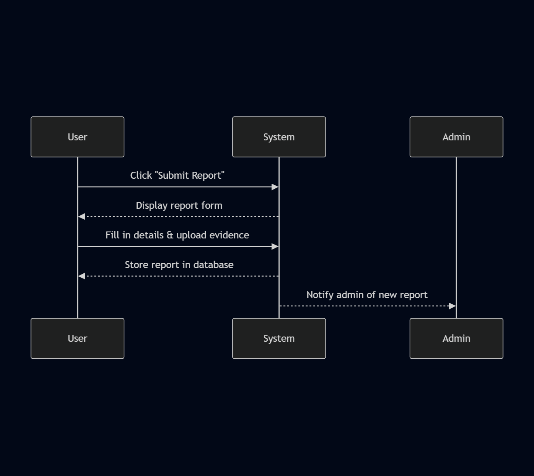 User
System
Admin
Click "Submit Report"
Display report form
Fill in details & upload evidence
Store report in database
Notify admin of new report
User
System
Admin